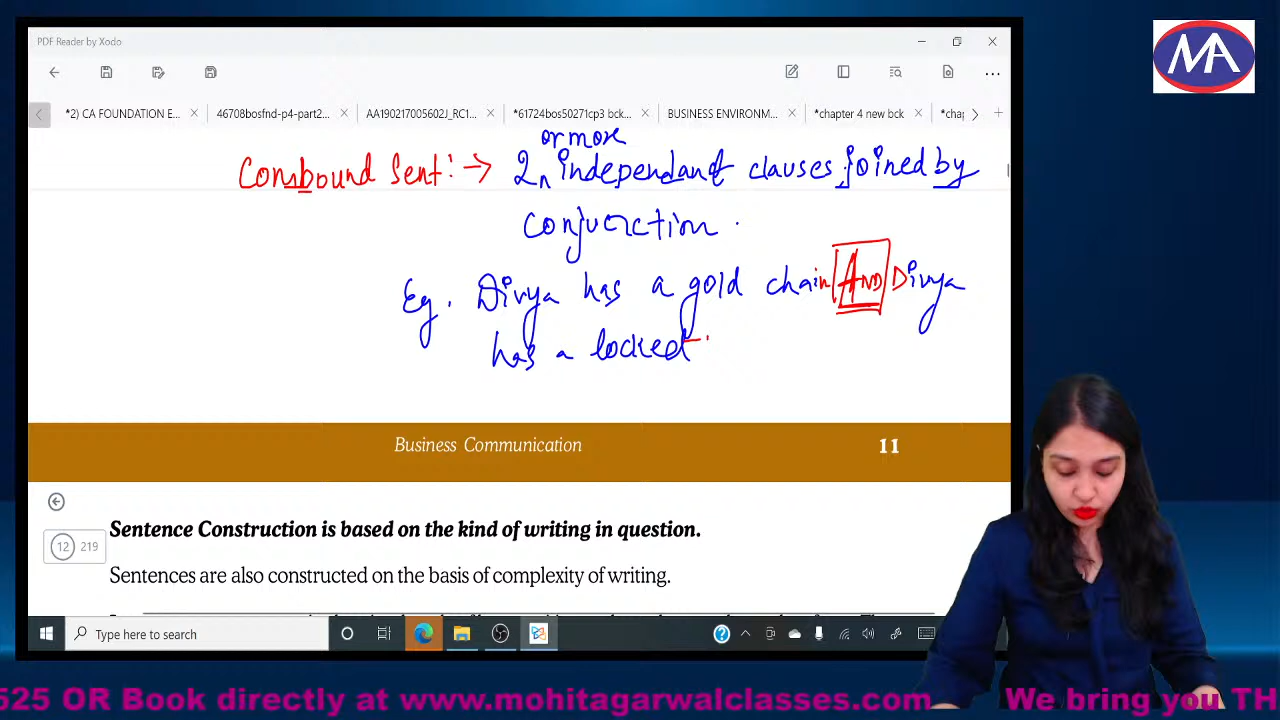 MA
PDF Reader by Xodo
*2) CA FOUNDATION E... 46708bosfnd-p4-part2... AA190217005602J_RC1... *61724bos50271cp3 bck... BUSINESS ENVIRONM... *chapter 4 new bck *chap
or more
Compound Sent :→ 2 independant clauses joined by
conjunction .
Eg. Divya has a gold chain AND Divya
has a locked .
Business Communication 11
12 219
Sentence Construction is based on the kind of writing in question.
Sentences are also constructed on the basis of complexity of writing.
Type here to search
525 OR Book directly at www.mohitagarwalclasses.com We bring you TH